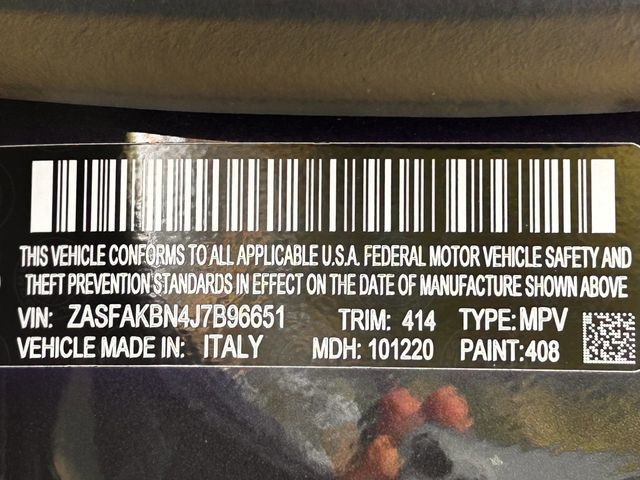 THIS VEHICLE CONFORMS TO ALL APPLICABLE U.S.A. FEDERAL MOTOR VEHICLE SAFETY AND
THEFT PREVENTION STANDARDS IN EFFECT ON THE DATE OF MANUFACTURE SHOWN ABOVE
VIN: ZASFAKBN4J7B96651 TRIM: 414 TYPE: MPV
VEHICLE MADE IN: ITALY MDH: 101220 PAINT:408